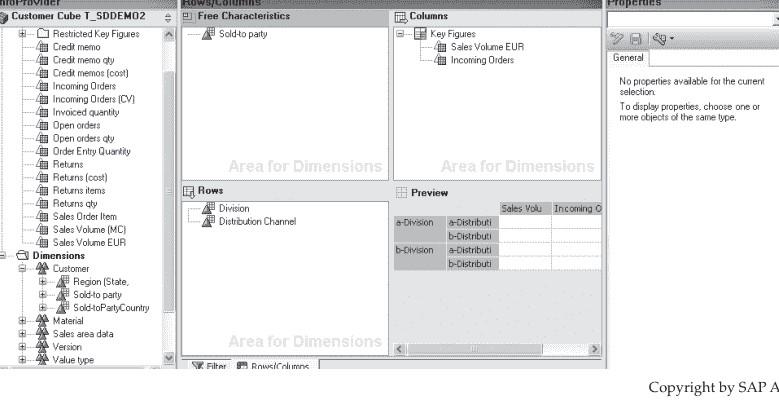 InfoProvider
Customer Cube T_SDDEMO2
Restricted Key Figures
Credit memo
Credit memo qty
Credit memos (cost)
Incoming Orders
Incoming Orders (CV)
Invoiced quantity
Open orders
Open orders qty
Order Entry Quantity
Returns
Returns (cost)
Returns items
Returns qty
Sales Order Item
Sales Volume (MC)
Sales Volume EUR
Dimensions
Customer
Region (State,
Sold-to party
Sold-toPartyCountry
Material
Sales area data
Version
Value type
Rows/Columns
Free Characteristics
Sold-to party
Area for Dimensions
Columns
Key Figures
Sales Volume EUR
Incoming Orders
Area for Dimensions
Rows
Division
Distribution Channel
Area for Dimensions
Preview
Sales Volu Incoming O
a-Division a-Distributi
b-Distributi
b-Division a-Distributi
b-Distributi
Filter Rows/Columns
Properties
General
No properties available for the current
selection.
To display properties, choose one or
more objects of the same type.
Copyright by SAP A